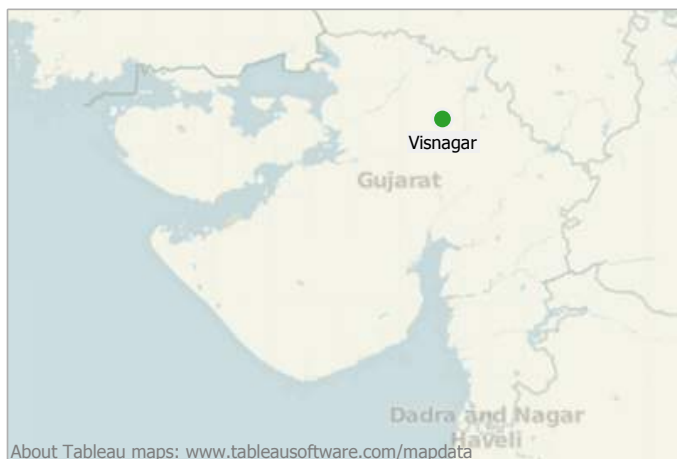 Visnagar
Gujarat
Dadra and Nagar
Haveli
About Tableau maps: www.tableausoftware.com/mapdata